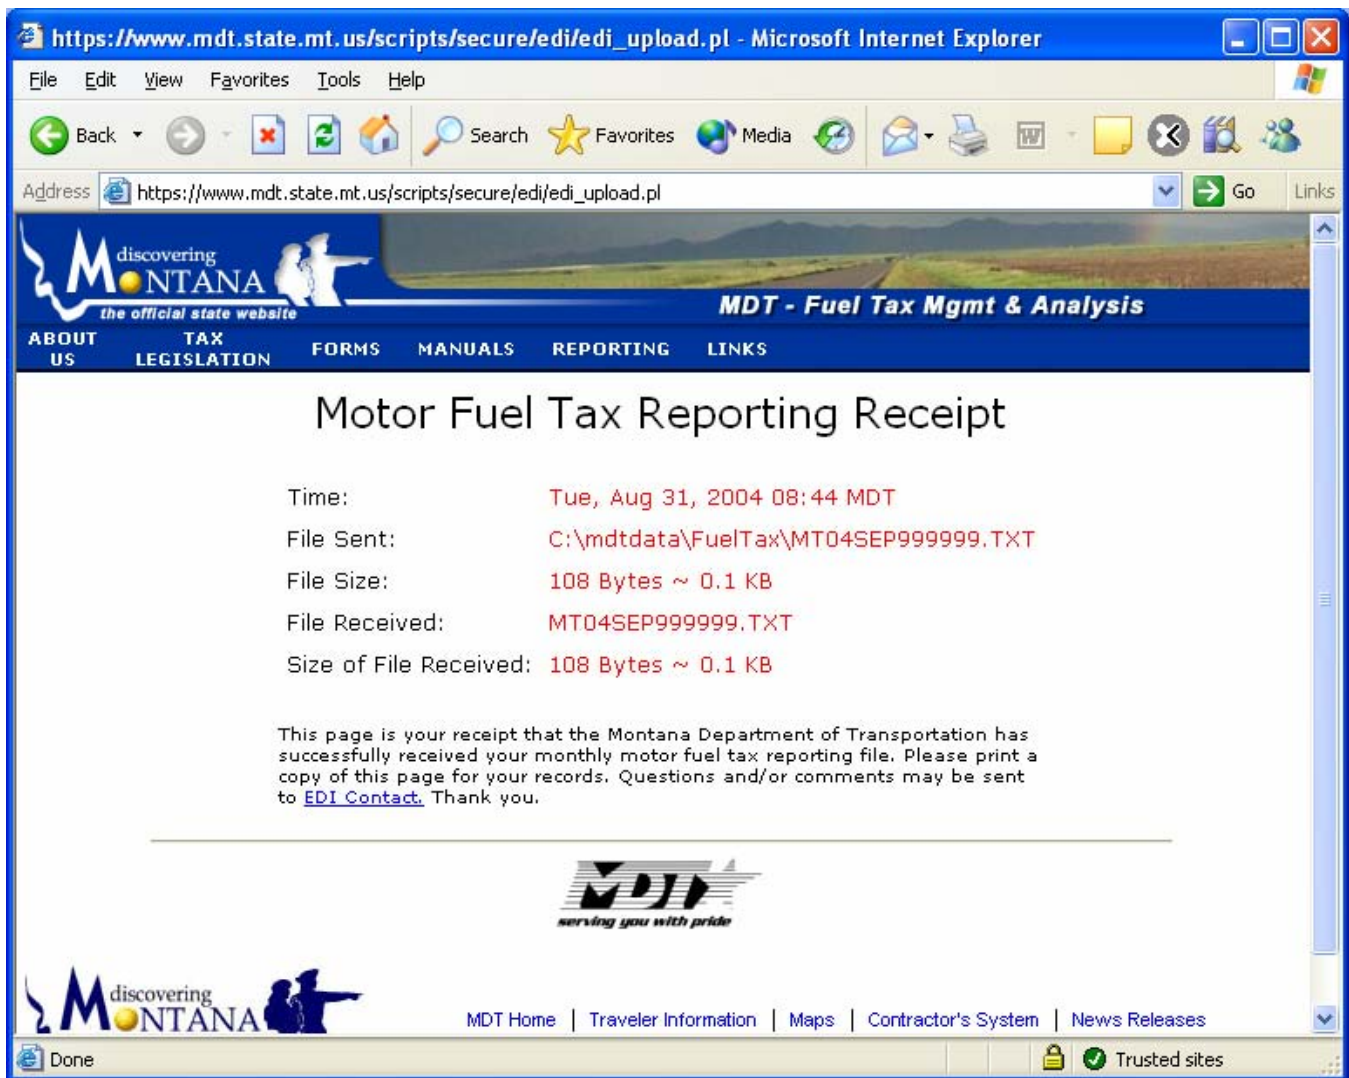 https://www.mdt.state.mt.us/scripts/secure/edi/edi_upload.pl - Microsoft Internet Explorer
File Edit View Favorites Tools Help
Back Search Favorites Media
Address https://www.mdt.state.mt.us/scripts/secure/edi/edi_upload.pl Go Links
discovering
MONTANA
the official state website
MDT - Fuel Tax Mgmt & Analysis
ABOUT US TAX LEGISLATION FORMS MANUALS REPORTING LINKS
Motor Fuel Tax Reporting Receipt
Time: Tue, Aug 31, 2004 08:44 MDT
File Sent: C:\mdtdata\FuelTax\MT04SEP999999.TXT
File Size: 108 Bytes ~ 0.1 KB
File Received: MT04SEP999999.TXT
Size of File Received: 108 Bytes ~ 0.1 KB
This page is your receipt that the Montana Department of Transportation has
successfully received your monthly motor fuel tax reporting file. Please print a
copy of this page for your records. Questions and/or comments may be sent
to EDI Contact. Thank you.
MDT
serving you with pride
discovering
MONTANA
MDT Home | Traveler Information | Maps | Contractor's System | News Releases
Done Trusted sites